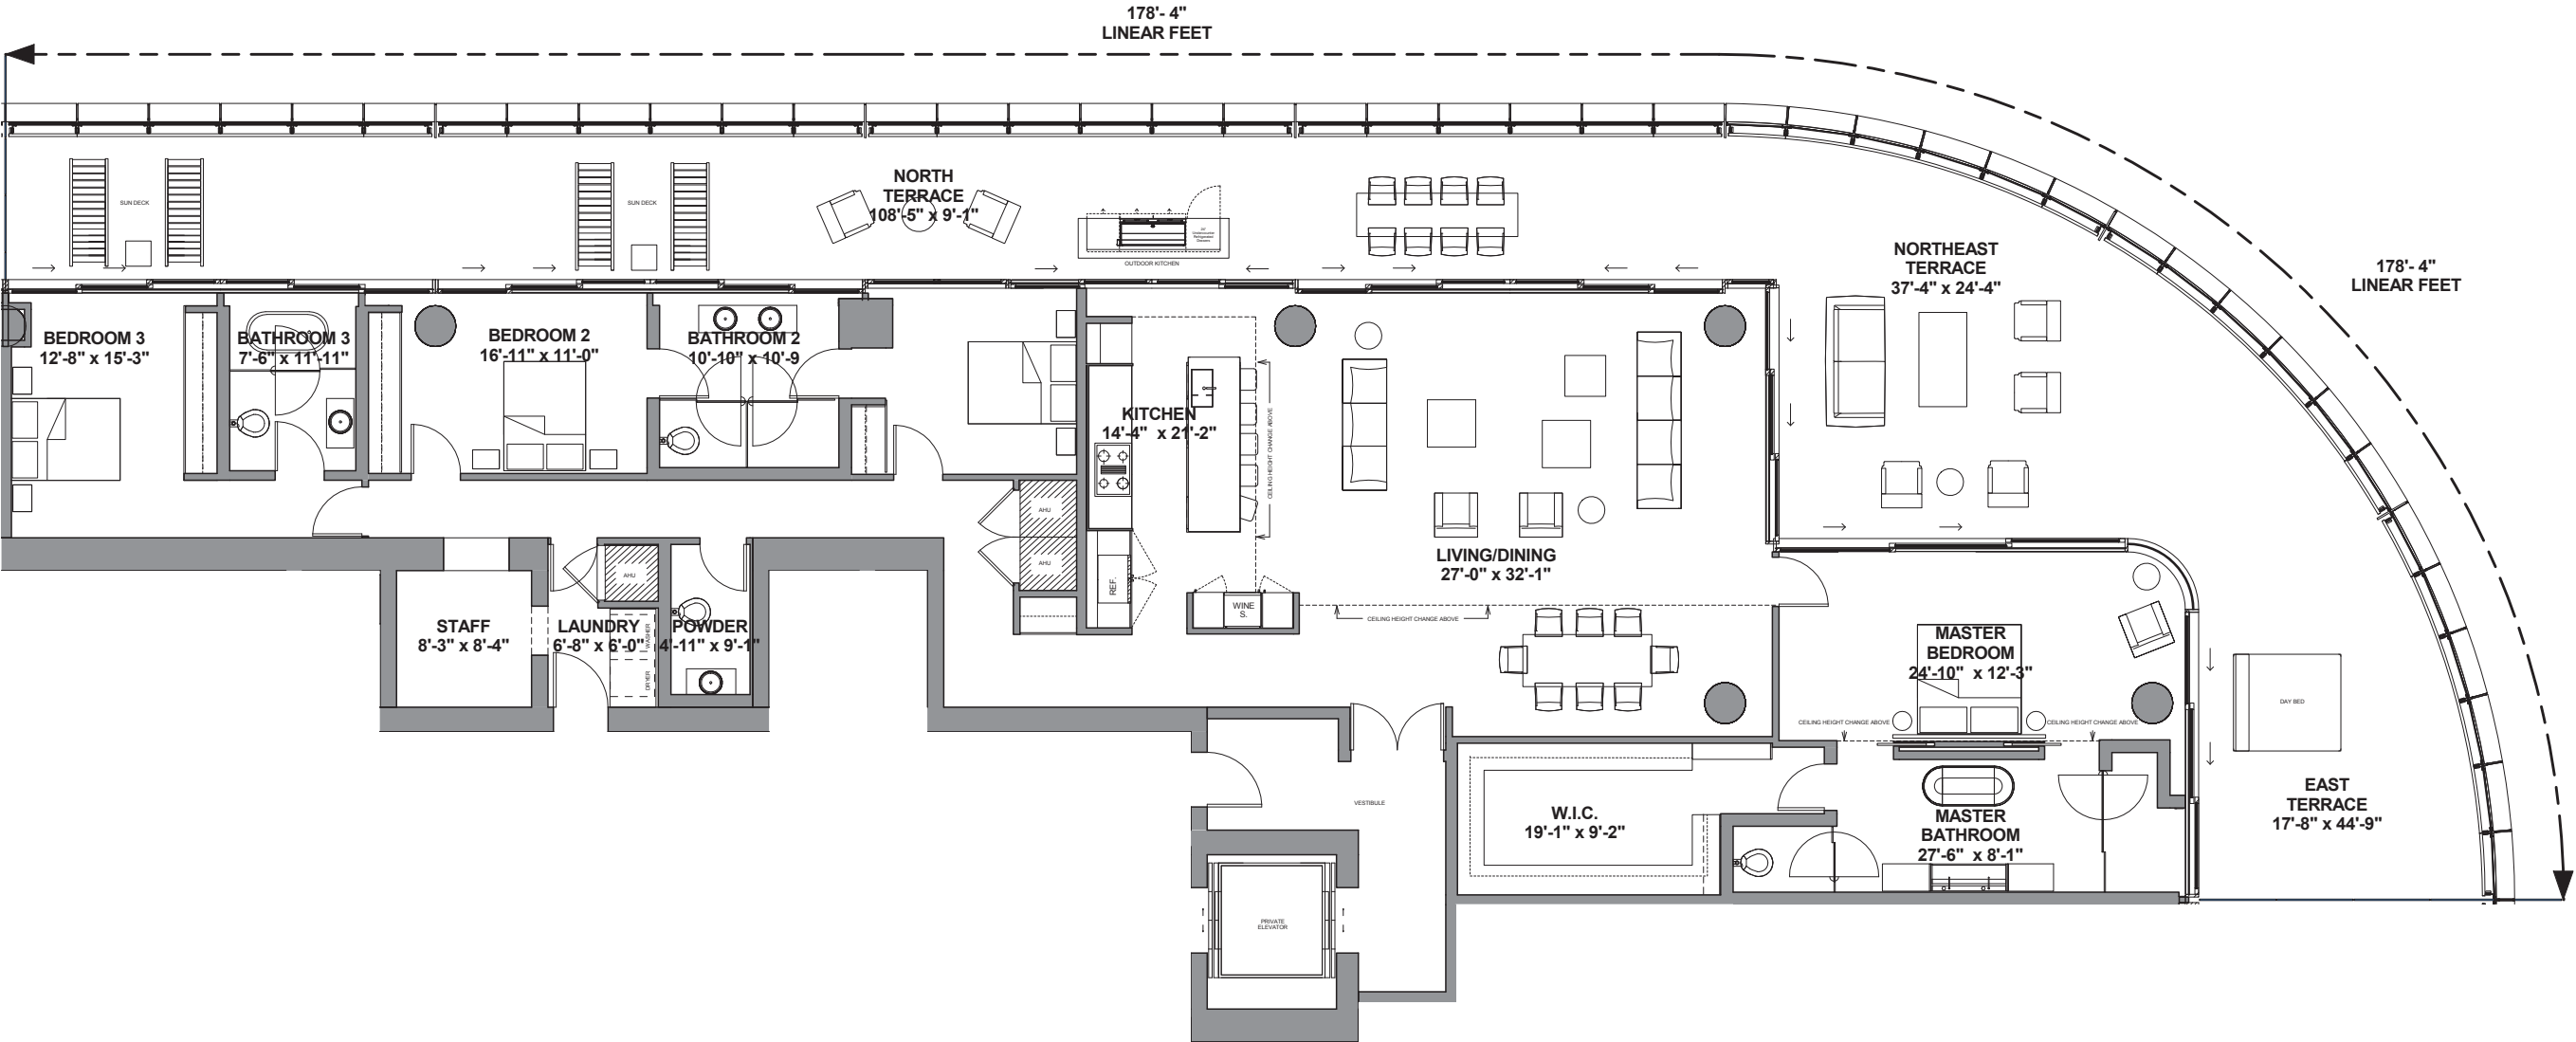 178'- 4"
LINEAR FEET
NORTH
TERRACE
108'-5" x 9'-1"
SUN DECK
SUN DECK
OUTDOOR KITCHEN
NORTHEAST
TERRACE
37'-4" x 24'-4"
178'- 4"
LINEAR FEET
BEDROOM 3
12'-8" x 15'-3"
BATHROOM 3
7'-6" x 11'-11"
BEDROOM 2
16'-11" x 11'-0"
BATHROOM 2
10'-10" x 10'-9
KITCHEN
14'-4"  x 21'-2"
CEILING HEIGHT CHANGE ABOVE
AHU
AHU
AHU
REF.
WINE
S.
LIVING/DINING
27'-0" x 32'-1"
CEILING HEIGHT CHANGE ABOVE
STAFF
8'-3" x 8'-4"
LAUNDRY
6'-8" x 6'-0"
WASHER
DRYER
POWDER
4'-11" x 9'-1"
MASTER
BEDROOM
24'-10"  x 12'-3"
CEILING HEIGHT CHANGE ABOVE
CEILING HEIGHT CHANGE ABOVE
DAY BED
EAST
TERRACE
17'-8" x 44'-9"
VESTIBULE
W.I.C.
19'-1" x 9'-2"
MASTER
BATHROOM
27'-6"  x 8'-1"
PRIVATE
ELEVATOR